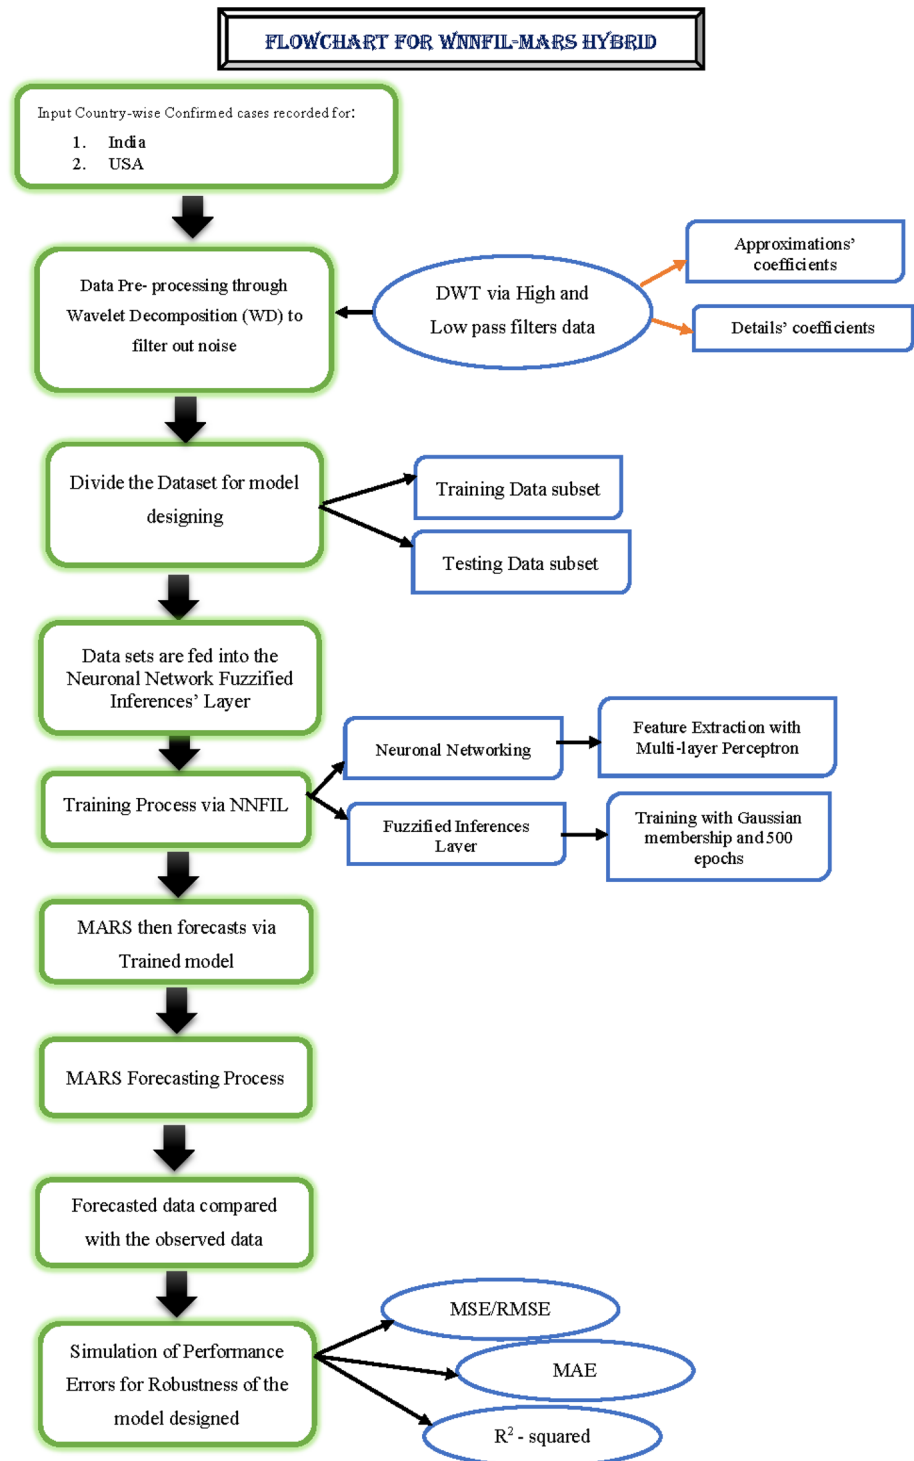 FLOWCHART FOR WNNFIL-MARS HYBRID
Input Country-wise Confirmed cases recorded for:
1. India
2. USA
Data Pre- processing through
Wavelet Decomposition (WD) to
filter out noise
DWT via High and
Low pass filters data
Approximations’
coefficients
Details’ coefficients
Divide the Dataset for model
designing
Training Data subset
Testing Data subset
Data sets are fed into the
Neuronal Network Fuzzified
Inferences’ Layer
Training Process via NNFIL
Neuronal Networking
Feature Extraction with
Multi-layer Perceptron
Fuzzified Inferences
Layer
Training with Gaussian
membership and 500
epochs
MARS then forecasts via
Trained model
MARS Forecasting Process
Forecasted data compared
with the observed data
Simulation of Performance
Errors for Robustness of the
model designed
MSE/RMSE
MAE
R² - squared